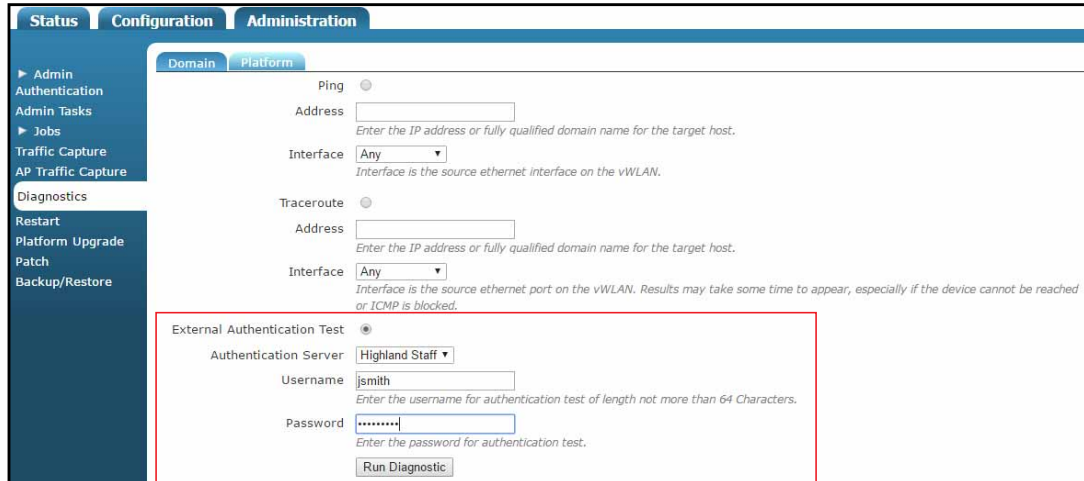 Status Configuration Administration
Domain Platform
► Admin
Authentication
Admin Tasks
► Jobs
Traffic Capture
AP Traffic Capture
Diagnostics
Restart
Platform Upgrade
Patch
Backup/Restore
Ping
Address
Enter the IP address or fully qualified domain name for the target host.
Interface Any
Interface is the source ethernet interface on the vWLAN.
Traceroute
Address
Enter the IP address or fully qualified domain name for the target host.
Interface Any
Interface is the source ethernet port on the vWLAN. Results may take some time to appear, especially if the device cannot be reached
or ICMP is blocked.
External Authentication Test
Authentication Server Highland Staff
Username jsmith
Enter the username for authentication test of length not more than 64 Characters.
Password •••••••••
Enter the password for authentication test.
Run Diagnostic